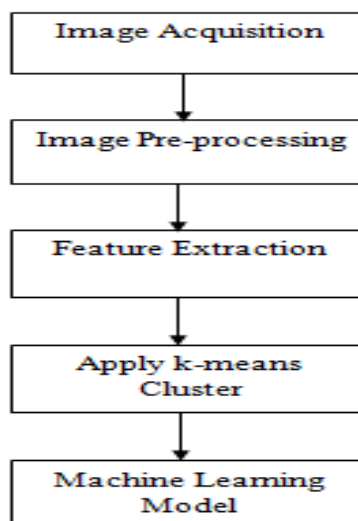 Image Acquisition
Image Pre-processing
Feature Extraction
Apply k-means
Cluster
Machine Learning
Model